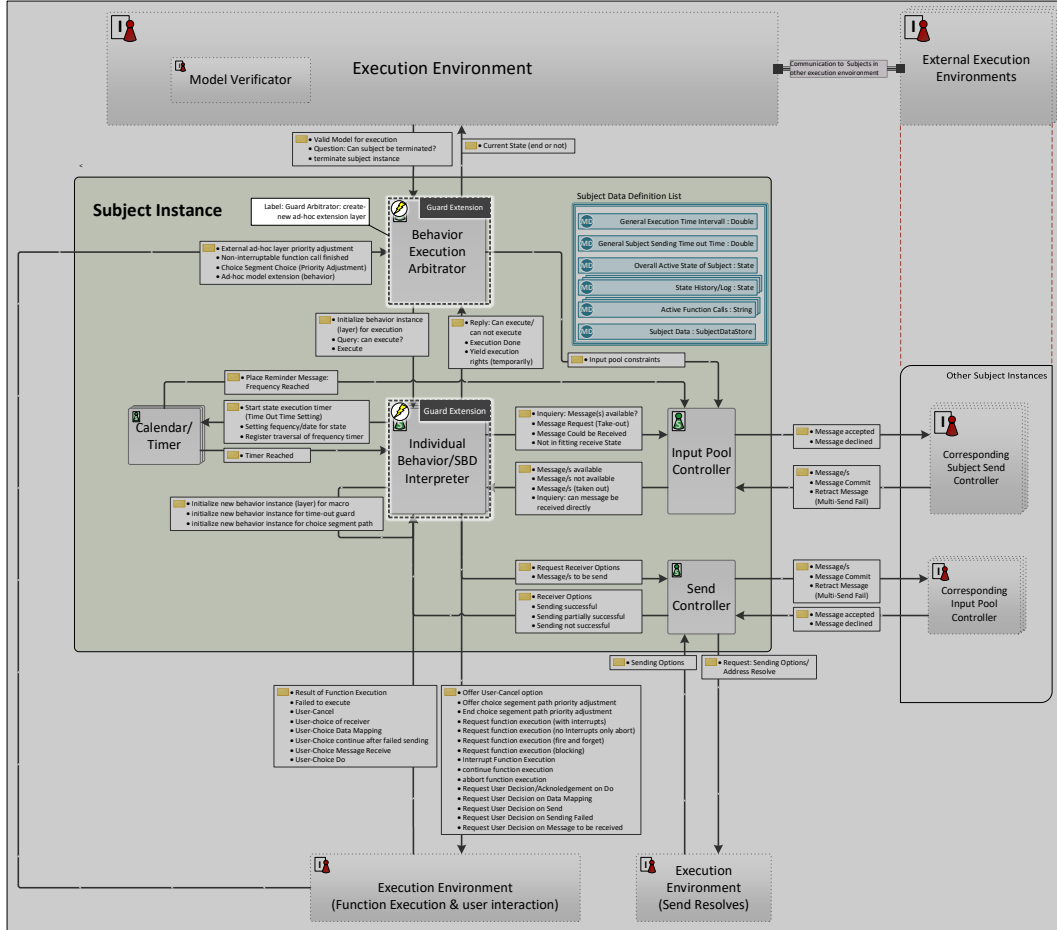 I
Execution Environment
I
Model Verificator
Communication to Subjects in
other execution envoironment
I
External Execution
Environments
• Valid Model for execution
• Question: Can subject be terminated?
• terminate subject instance
• Current State (end or not)
<
Subject Instance
Label: Guard Arbitrator: create-
new ad-hoc extension layer
Guard Extension
Behavior
Execution
Arbitrator
Subject Data Definition List
MD General Execution Time Intervall : Double
MD General Subject Sending Time out Time : Double
MD Overall Active State of Subject : State
MD State History/Log : State
MD Active Function Calls : String
MD Subject Data : SubjectDataStore
• External ad-hoc layer priority adjustment
• Non-interruptable function call finished
• Choice Segment Choice (Priority Adjustment)
• Ad-hoc model extension (behavior)
• Initialize behavior instance
(layer) for execution
• Query: can execute?
• Execute
• Reply: Can execute/
can not execute
• Execution Done
• Yield execution
rights (temporarily)
• Input pool constraints
• Place Reminder Message:
Frequency Reached
Calendar/
Timer
• Start state execution timer
(Time Out Time Setting)
• Setting fequency/date for state
• Register traversal of frequency timer
• Timer Reached
Guard Extension
Individual
Behavior/SBD
Interpreter
• Inquiery: Message(s) available?
• Message Request (Take-out)
• Message Could be Received
• Not in fitting receive State
• Message/s available
• Message/s not available
• Message/s (taken out)
• Inquiery: can message be
received directly
Input Pool
Controller
• Message accepted
• Message declined
• Message/s
• Message Commit
• Retract Message
(Multi-Send Fail)
Other Subject Instances
I
Corresponding
Subject Send
Controller
• Initialize new behavior instance (layer) for macro
• initialize new behavior instance for time-out guard
• initialize new behavior instance for choice segment path
• Request Receiver Options
• Message/s to be send
• Receiver Options
• Sending successful
• Sending partially successful
• Sending not successful
Send
Controller
• Message/s
• Message Commit
• Retract Message
(Multi-Send Fail)
• Message accepted
• Message declined
I
Corresponding
Input Pool
Controller
• Sending Options
• Request: Sending Options/
Address Resolve
• Result of Function Execution
• Failed to execute
• User-Cancel
• User-choice of receiver
• User-Choice Data Mapping
• User-Choice continue after failed sending
• User-Choice Message Receive
• User-Choice Do
• Offer User-Cancel option
• Offer choice segement path priority adjustment
• End choice segement path priority adjustment
• Request function execution (with interrupts)
• Request function execution (no Interrupts only abort)
• Request function execution (fire and forget)
• Request function execution (blocking)
• Interrupt Function Execution
• continue function execution
• abbort function execution
• Request User Decision/Acknoledgement on Do
• Request User Decision on Data Mapping
• Request User Decision on Send
• Request User Decision on Sending Failed
• Request User Decision on Message to be received
I
Execution Environment
(Function Execution & user interaction)
I
Execution
Environment
(Send Resolves)